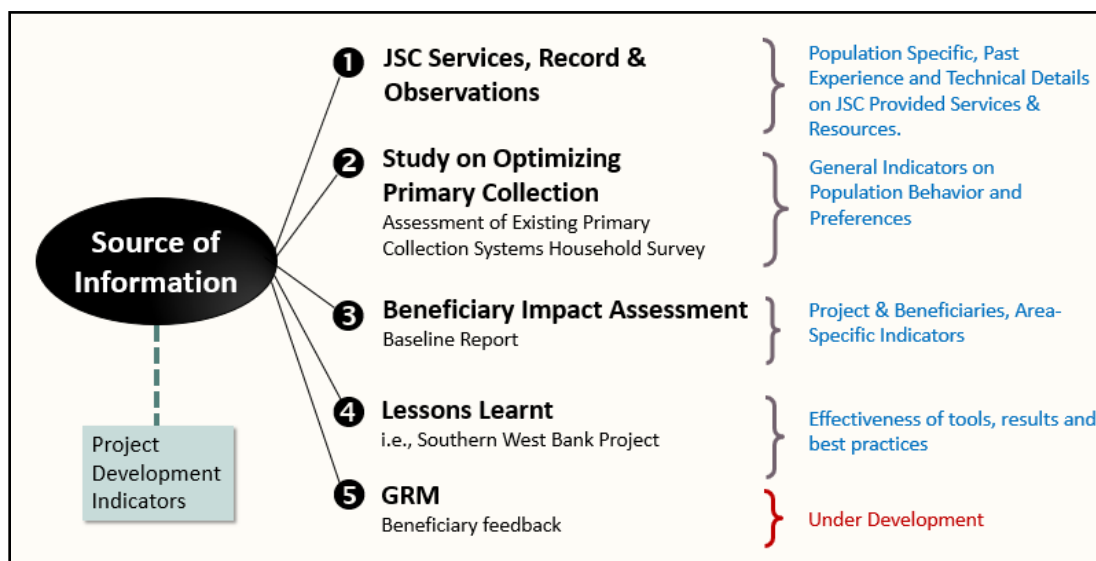 Source of
Information
Project
Development
Indicators
1 JSC Services, Record &
Observations
Population Specific, Past
Experience and Technical Details
on JSC Provided Services &
Resources.
2 Study on Optimizing
Primary Collection
Assessment of Existing Primary
Collection Systems Household Survey
General Indicators on
Population Behavior and
Preferences
3 Beneficiary Impact Assessment
Baseline Report
Project & Beneficiaries, Area-
Specific Indicators
4 Lessons Learnt
i.e., Southern West Bank Project
Effectiveness of tools, results and
best practices
5 GRM
Beneficiary feedback
Under Development